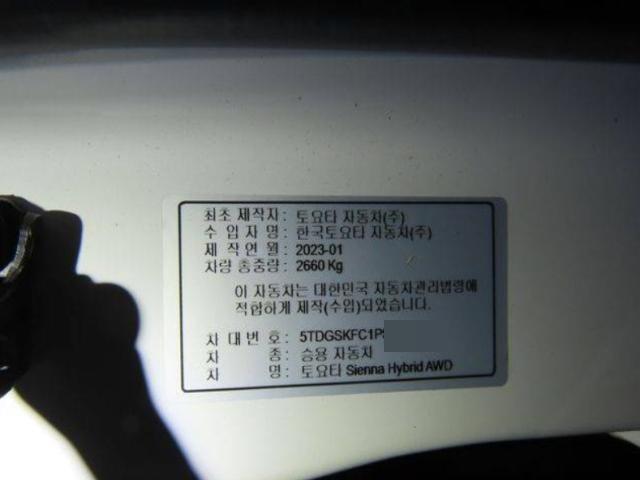 최초 제작자 : 토요타 자동차(주)
수 입 자 명 : 한국토요타 자동차(주)
제 작 연 월 : 2023-01
차량 총중량 : 2660 Kg
이 자동차는 대한민국 자동차관리법령에
적합하게 제작(수입)되었습니다.
차 대 번 호 : 5TDGSKFC1P
차 종 : 승용 자동차
차 명 : 토요타 Sienna Hybrid AWD